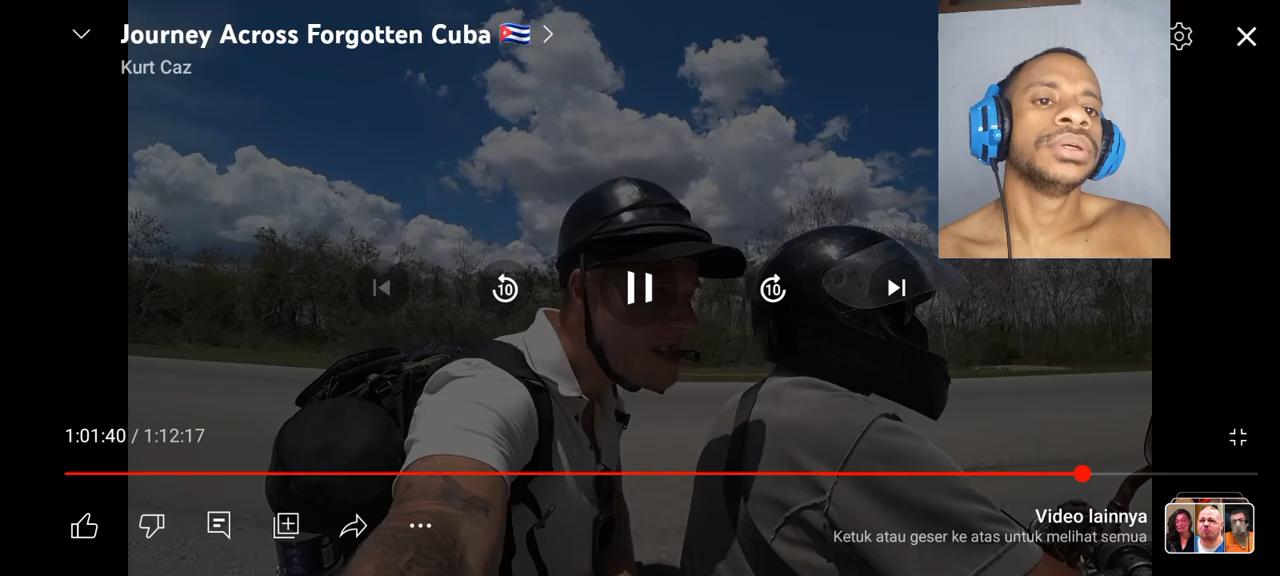 Journey Across Forgotten Cuba 🇨🇺
Kurt Caz
10
10
1:01:40 / 1:12:17
Video lainnya
Ketuk atau geser ke atas untuk melihat semua